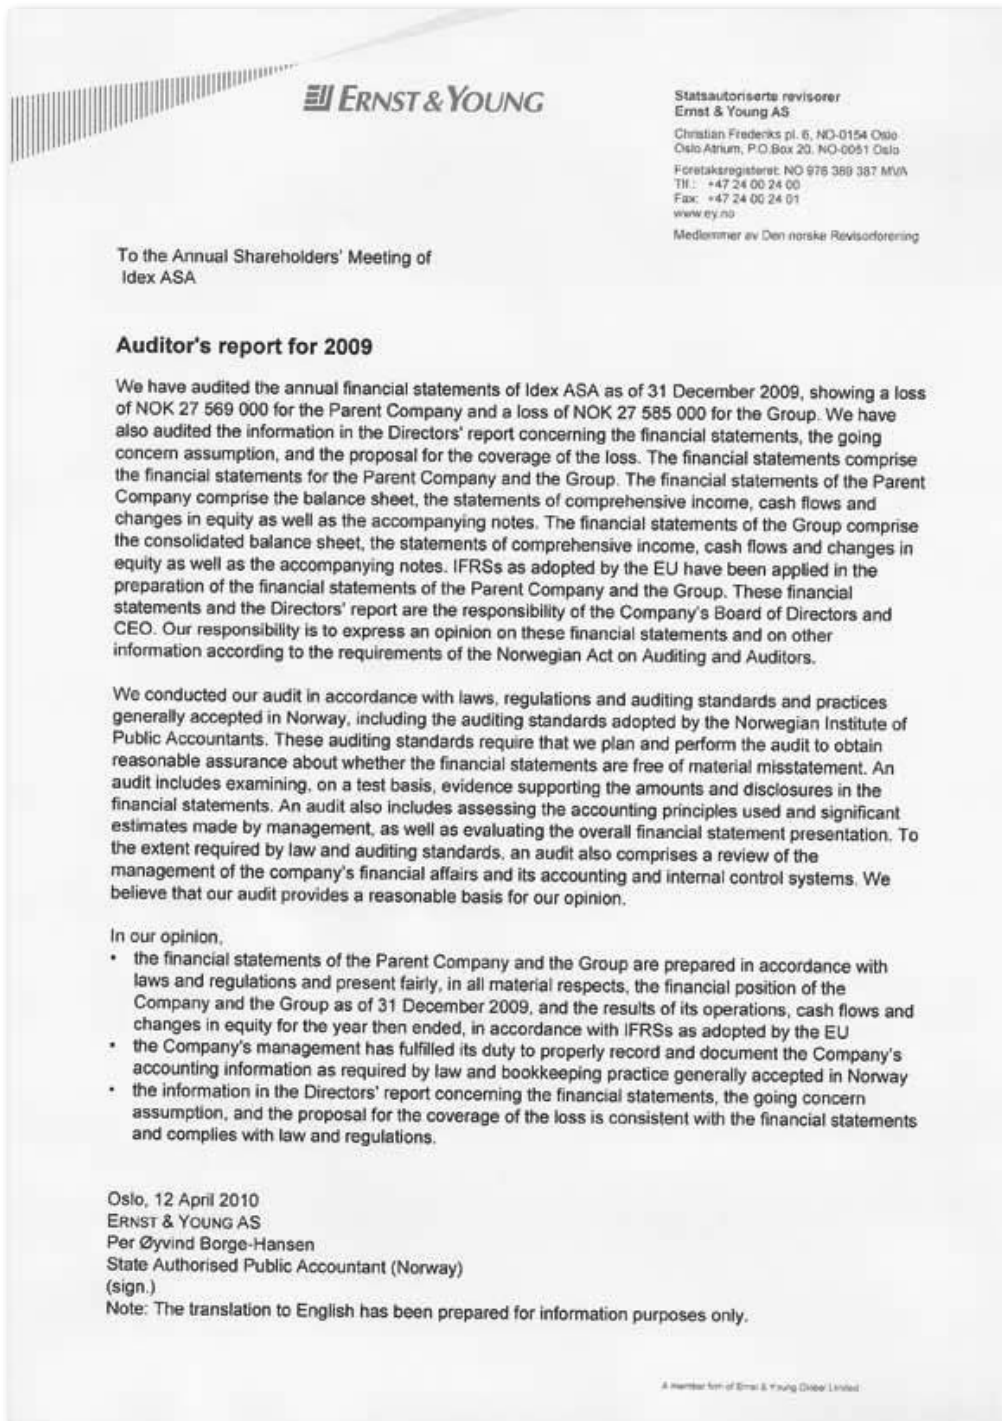 ERNST & YOUNG
Statsautoriserte revisorer
Ernst & Young AS
Christian Frederiks pl. 6, NO-0154 Oslo
Oslo Atrium, P.O.Box 20, NO-0051 Oslo
Foretaksregisteret: NO 976 389 387 MVA
Tlf.: +47 24 00 24 00
Fax: +47 24 00 24 01
www.ey.no
Medlemmer av Den norske Revisorforening
To the Annual Shareholders' Meeting of
Idex ASA
Auditor's report for 2009
We have audited the annual financial statements of Idex ASA as of 31 December 2009, showing a loss
of NOK 27 569 000 for the Parent Company and a loss of NOK 27 585 000 for the Group. We have
also audited the information in the Directors' report concerning the financial statements, the going
concern assumption, and the proposal for the coverage of the loss. The financial statements comprise
the financial statements for the Parent Company and the Group. The financial statements of the Parent
Company comprise the balance sheet, the statements of comprehensive income, cash flows and
changes in equity as well as the accompanying notes. The financial statements of the Group comprise
the consolidated balance sheet, the statements of comprehensive income, cash flows and changes in
equity as well as the accompanying notes. IFRSs as adopted by the EU have been applied in the
preparation of the financial statements of the Parent Company and the Group. These financial
statements and the Directors' report are the responsibility of the Company's Board of Directors and
CEO. Our responsibility is to express an opinion on these financial statements and on other
information according to the requirements of the Norwegian Act on Auditing and Auditors.
We conducted our audit in accordance with laws, regulations and auditing standards and practices
generally accepted in Norway, including the auditing standards adopted by the Norwegian Institute of
Public Accountants. These auditing standards require that we plan and perform the audit to obtain
reasonable assurance about whether the financial statements are free of material misstatement. An
audit includes examining, on a test basis, evidence supporting the amounts and disclosures in the
financial statements. An audit also includes assessing the accounting principles used and significant
estimates made by management, as well as evaluating the overall financial statement presentation. To
the extent required by law and auditing standards, an audit also comprises a review of the
management of the company's financial affairs and its accounting and internal control systems. We
believe that our audit provides a reasonable basis for our opinion.
In our opinion,
• the financial statements of the Parent Company and the Group are prepared in accordance with
laws and regulations and present fairly, in all material respects, the financial position of the
Company and the Group as of 31 December 2009, and the results of its operations, cash flows and
changes in equity for the year then ended, in accordance with IFRSs as adopted by the EU
• the Company's management has fulfilled its duty to properly record and document the Company's
accounting information as required by law and bookkeeping practice generally accepted in Norway
• the information in the Directors' report concerning the financial statements, the going concern
assumption, and the proposal for the coverage of the loss is consistent with the financial statements
and complies with law and regulations.
Oslo, 12 April 2010
ERNST & YOUNG AS
Per Øyvind Borge-Hansen
State Authorised Public Accountant (Norway)
(sign.)
Note: The translation to English has been prepared for information purposes only.
A member firm of Ernst & Young Global Limited